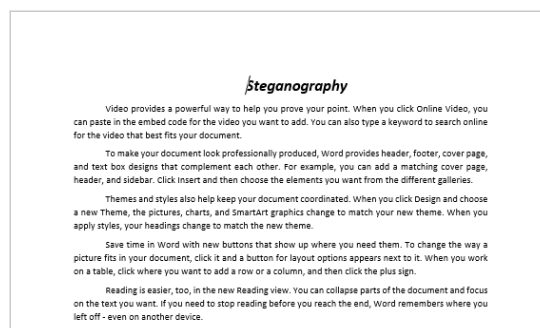 Steganography
Video provides a powerful way to help you prove your point. When you click Online Video, you
can paste in the embed code for the video you want to add. You can also type a keyword to search online
for the video that best fits your document.
To make your document look professionally produced, Word provides header, footer, cover page,
and text box designs that complement each other. For example, you can add a matching cover page,
header, and sidebar. Click Insert and then choose the elements you want from the different galleries.
Themes and styles also help keep your document coordinated. When you click Design and choose
a new Theme, the pictures, charts, and SmartArt graphics change to match your new theme. When you
apply styles, your headings change to match the new theme.
Save time in Word with new buttons that show up where you need them. To change the way a
picture fits in your document, click it and a button for layout options appears next to it. When you work
on a table, click where you want to add a row or a column, and then click the plus sign.
Reading is easier, too, in the new Reading view. You can collapse parts of the document and focus
on the text you want. If you need to stop reading before you reach the end, Word remembers where you
left off - even on another device.